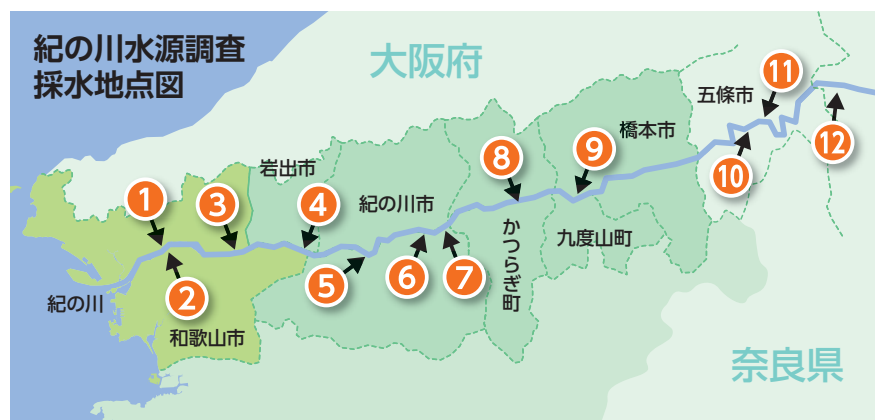 紀の川水源調査
採水地点図
大阪府
五條市
橋本市
岩出市
紀の川市
かつらぎ町
九度山町
紀の川
和歌山市
奈良県
1
2
3
4
5
6
7
8
9
10
11
12